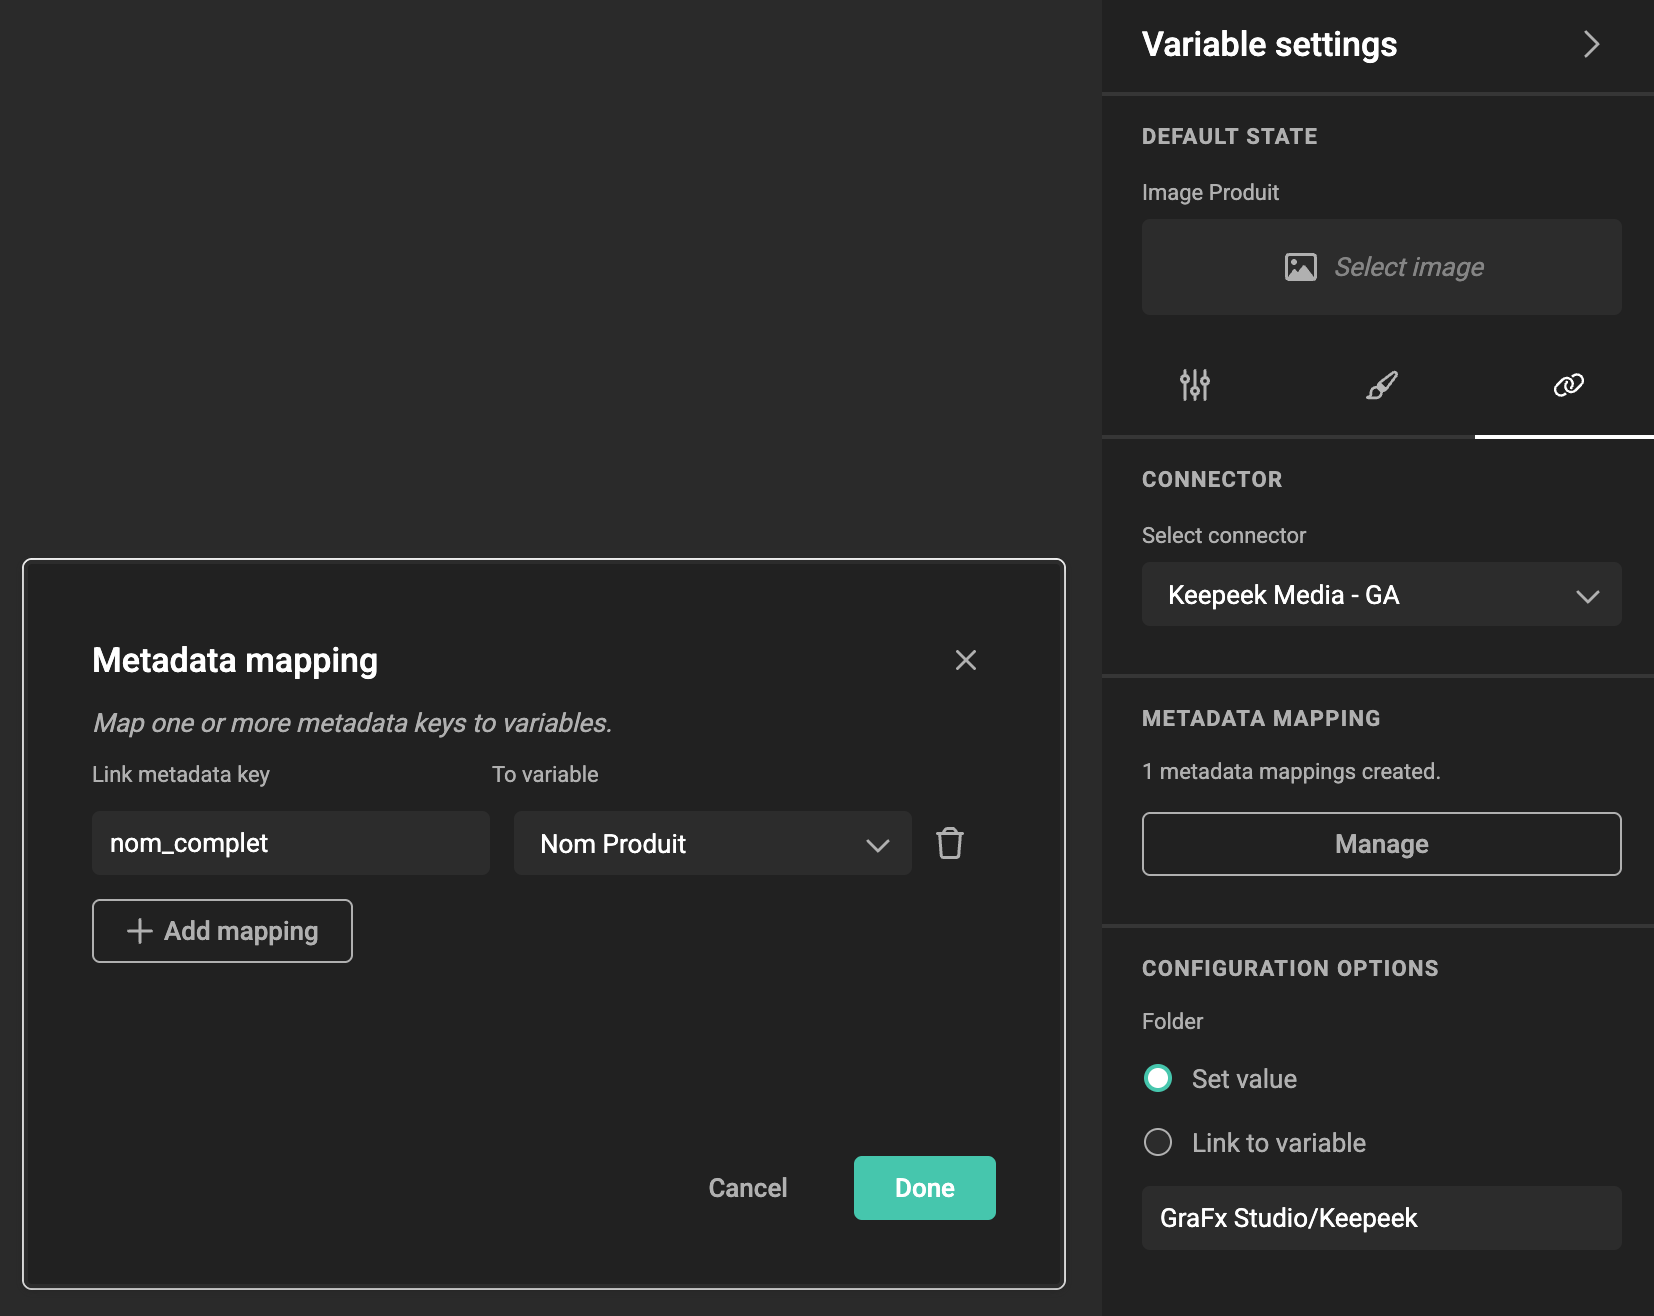 Variable settings
DEFAULT STATE
Image Produit
Select image
CONNECTOR
Select connector
Keepeek Media - GA
METADATA MAPPING
1 metadata mappings created.
Manage
CONFIGURATION OPTIONS
Folder
Set value
Link to variable
GraFx Studio/Keepeek
Metadata mapping
Map one or more metadata keys to variables.
Link metadata key To variable
nom_complet Nom Produit
Add mapping
Cancel Done